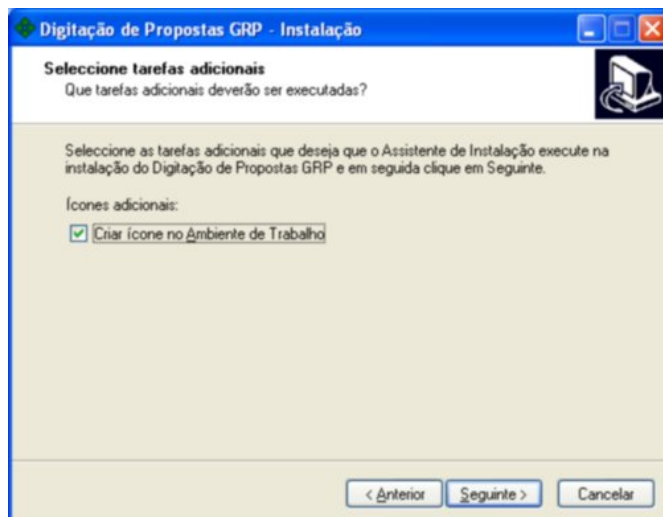 Digitação de Propostas GRP - Instalação
Seleccione tarefas adicionais
Que tarefas adicionais deverão ser executadas?
Seleccione as tarefas adicionais que deseja que o Assistente de Instalação execute na
instalação do Digitação de Propostas GRP e em seguida clique em Seguinte.
Ícones adicionais:
Criar ícone no Ambiente de Trabalho
< Anterior
Seguinte >
Cancelar